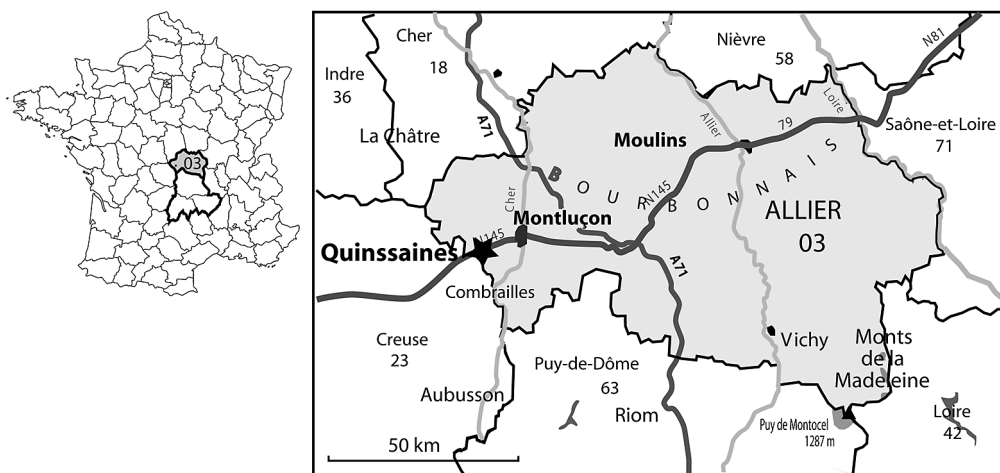 03
Cher
18
Indre
36
Nièvre
58
N81
La Châtre
A71
Allier
Loire
79
Saône-et-Loire
71
Moulins
BOURBONNAIS
N145
Cher
Montluçon
ALLIER
03
Quinssaines
N145
A71
Combrailles
Creuse
23
Vichy
Monts
de la
Madeleine
Puy-de-Dôme
63
Aubusson
Riom
Puy de Montocel
1287 m
Loire
42
50 km